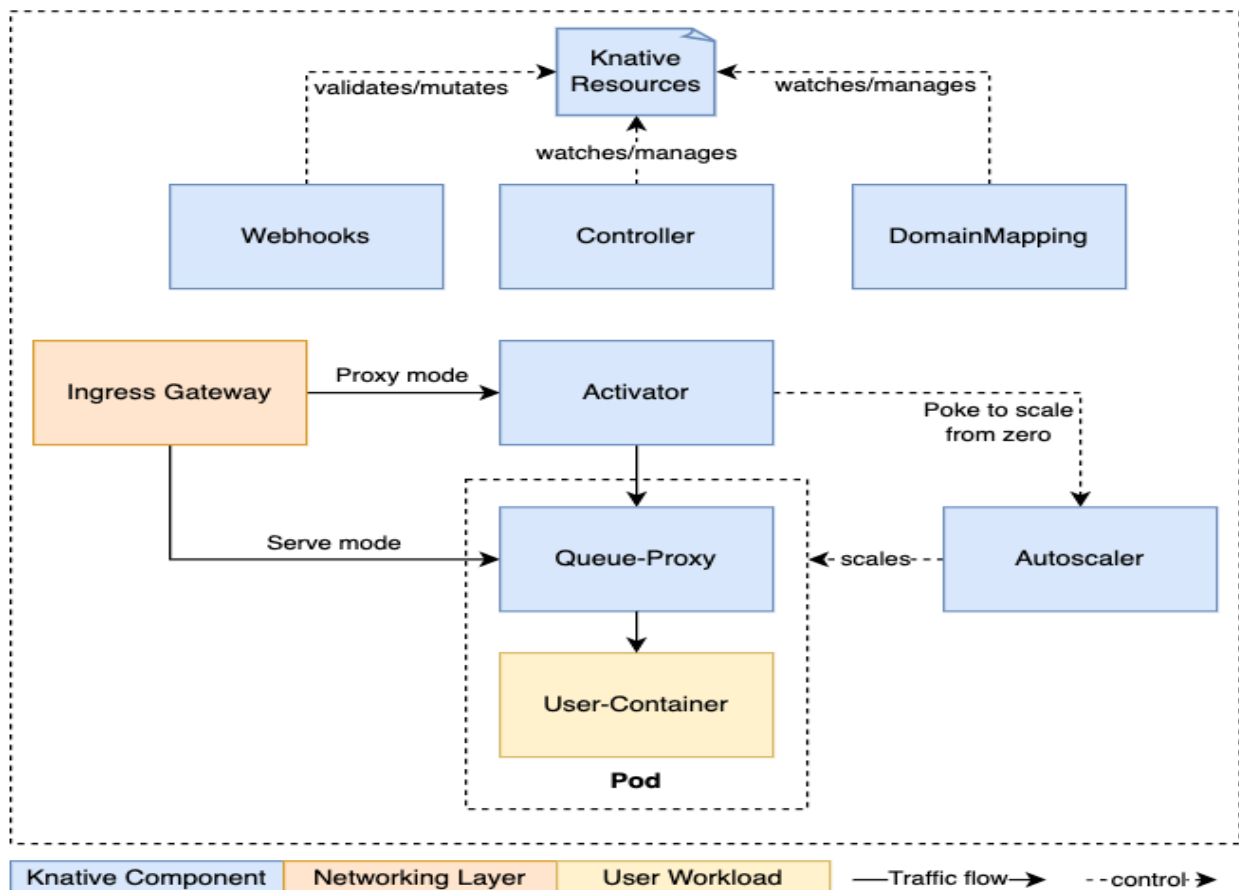 Knative
Resources
validates/mutates
watches/manages
watches/manages
Webhooks
Controller
DomainMapping
Ingress Gateway
Proxy mode
Activator
Poke to scale
from zero
Serve mode
Queue-Proxy
scales
Autoscaler
User-Container
Pod
Knative Component
Networking Layer
User Workload
Traffic flow
control